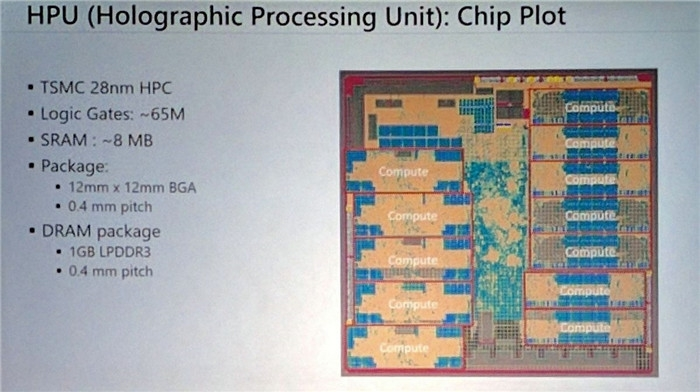 HPU (Holographic Processing Unit): Chip Plot
▪ TSMC 28nm HPC
▪ Logic Gates: ~65M
▪ SRAM : ~8 MB
▪ Package:
▪ 12mm x 12mm BGA
▪ 0.4 mm pitch
▪ DRAM package
▪ 1GB LPDDR3
▪ 0.4 mm pitch
Compute
Compute
Compute
Compute
Compute
Compute
Compute
Compute
Compute
Compute
Compute
Compute